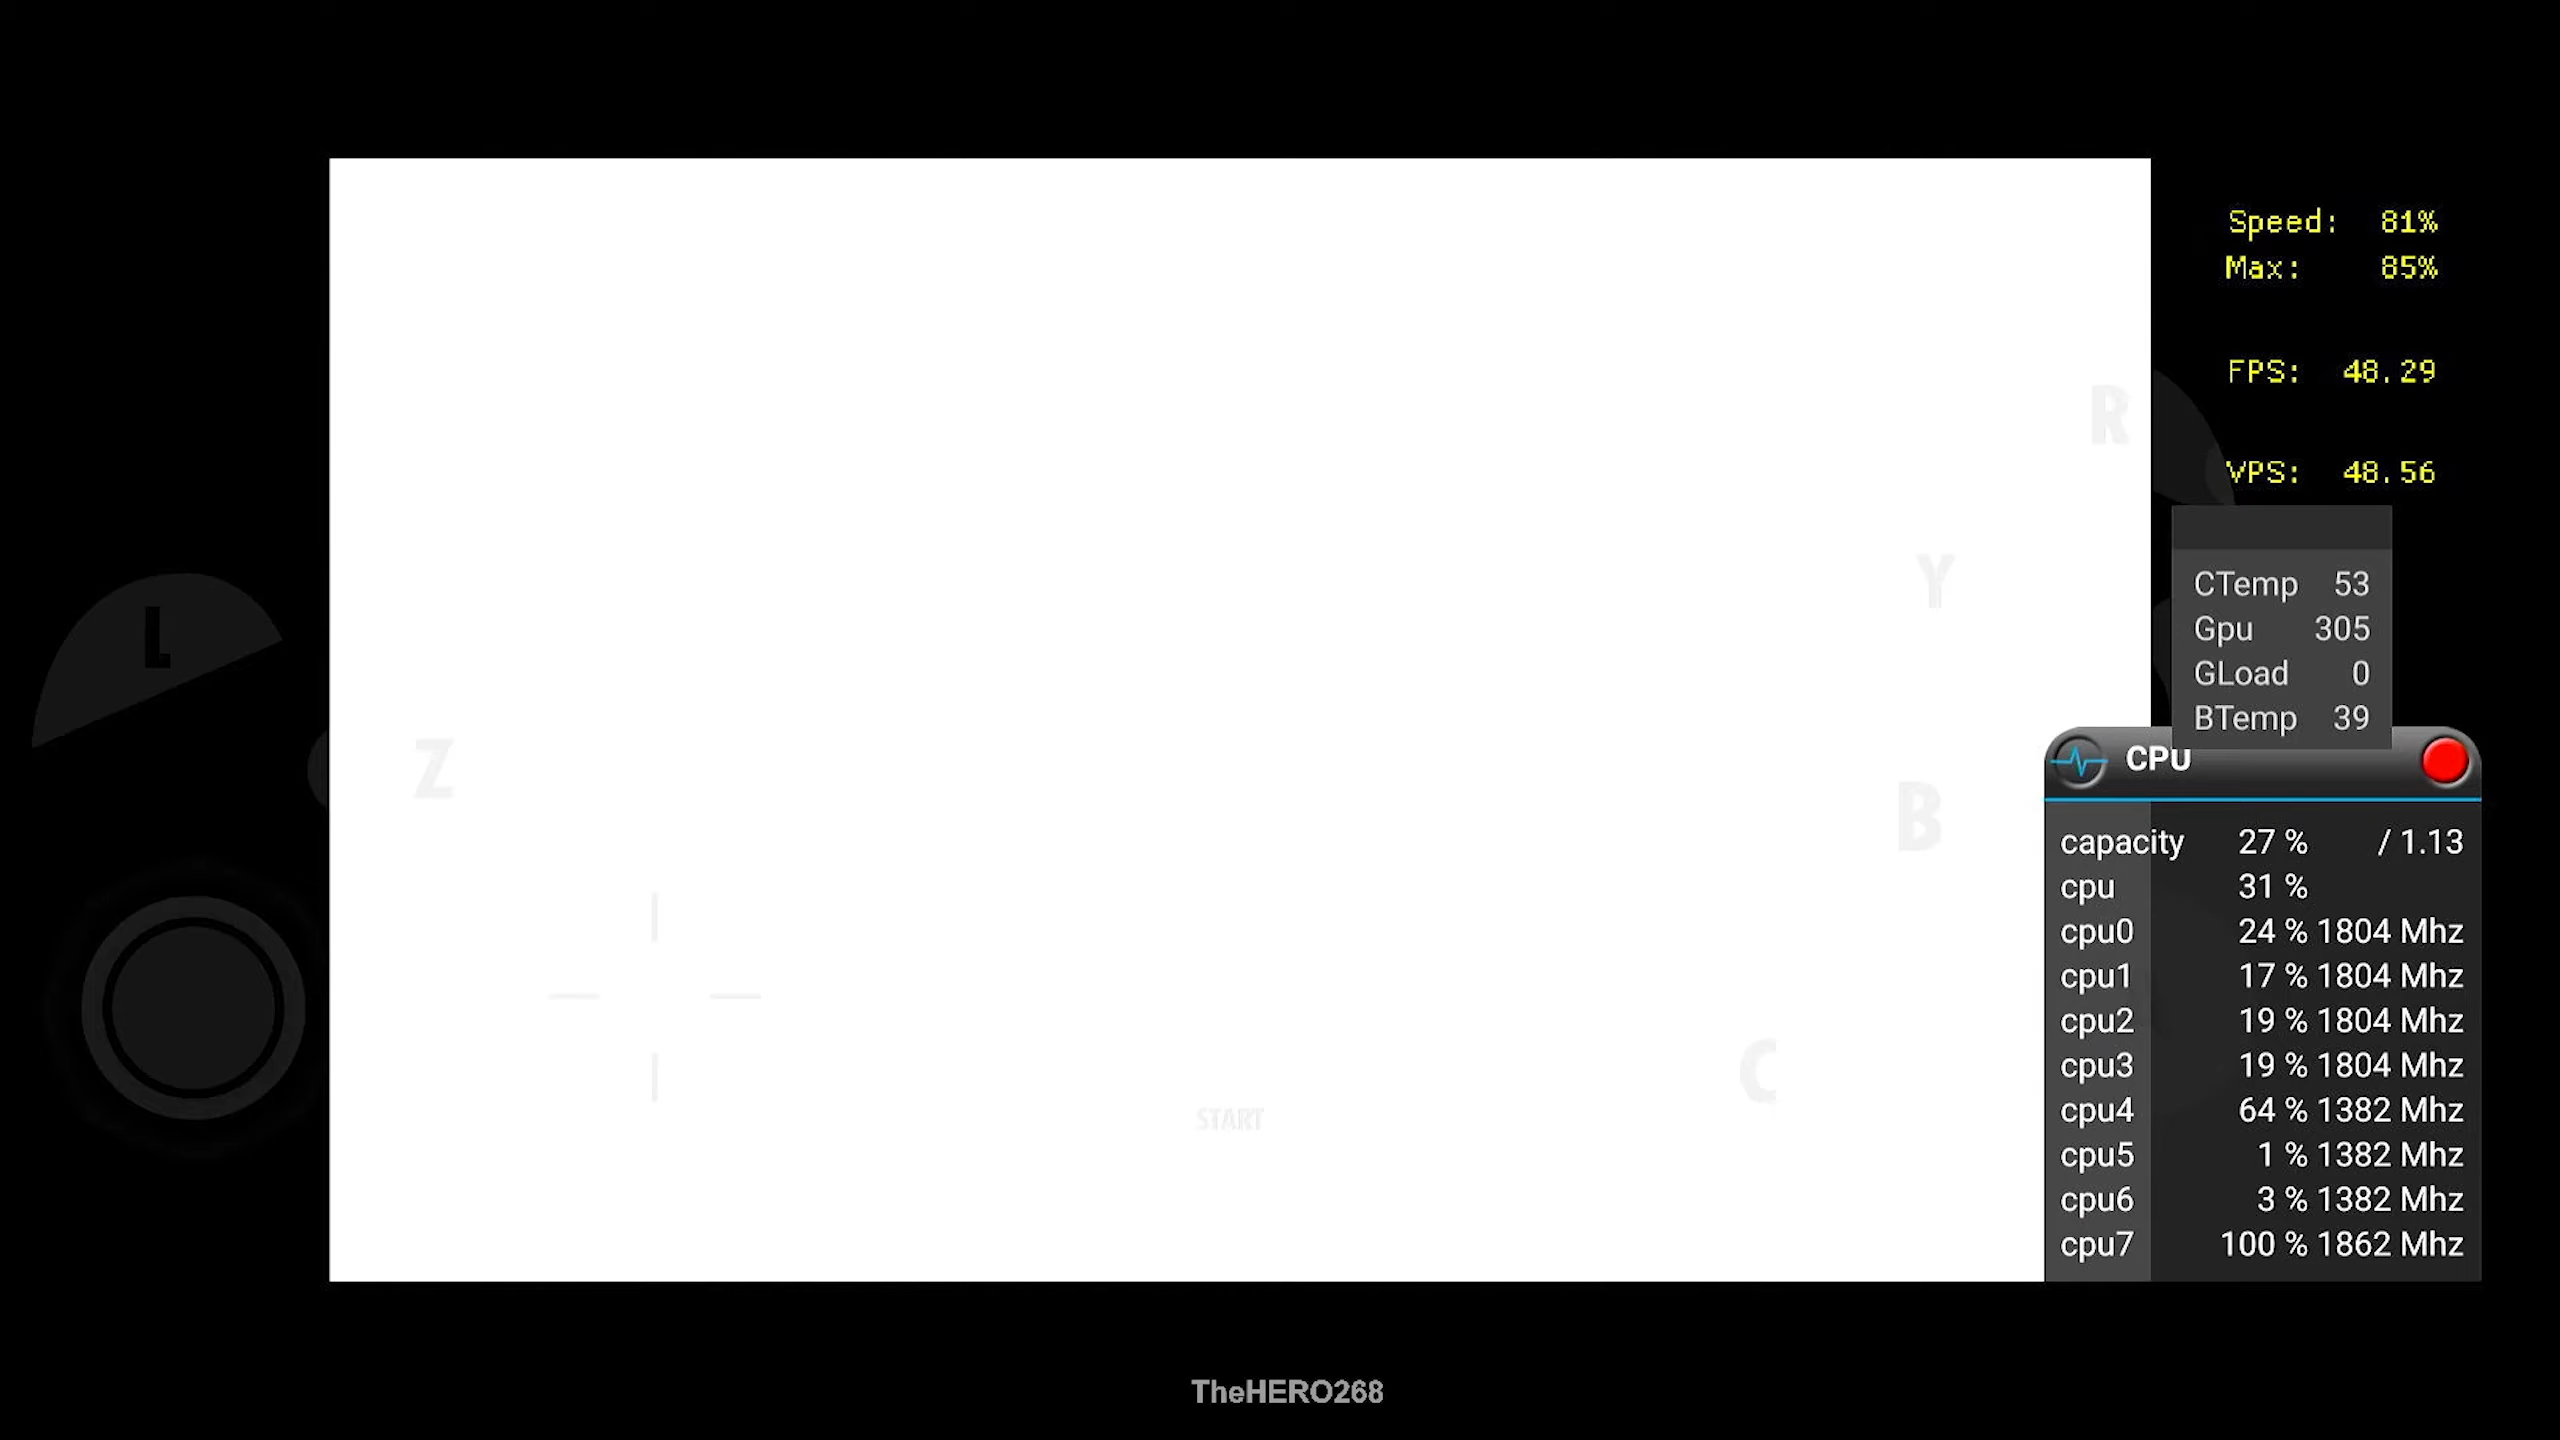 Speed: 81%
Max: 85%
FPS: 48.29
VPS: 48.56
R
Y
L
Z
B
C
START
CTemp 53
Gpu 305
GLoad 0
BTemp 39
CPU
capacity 27 % / 1.13
cpu 31 %
cpu0 24 % 1804 Mhz
cpu1 17 % 1804 Mhz
cpu2 19 % 1804 Mhz
cpu3 19 % 1804 Mhz
cpu4 64 % 1382 Mhz
cpu5 1 % 1382 Mhz
cpu6 3 % 1382 Mhz
cpu7 100 % 1862 Mhz
TheHERO268